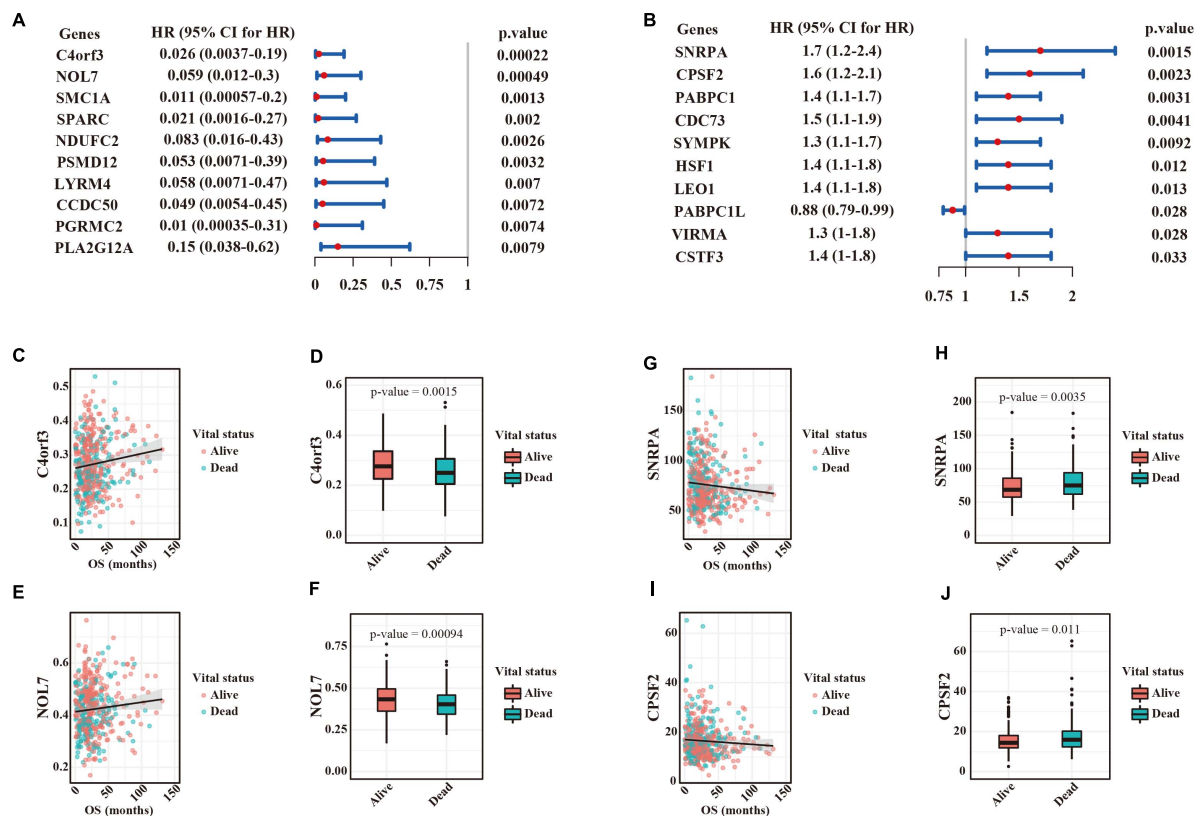 A
Genes HR (95% CI for HR) p.value
C4orf3 0.026 (0.0037-0.19) 0.00022
NOL7 0.059 (0.012-0.3) 0.00049
SMC1A 0.011 (0.00057-0.2) 0.0013
SPARC 0.021 (0.0016-0.27) 0.002
NDUFC2 0.083 (0.016-0.43) 0.0026
PSMD12 0.053 (0.0071-0.39) 0.0032
LYRM4 0.058 (0.0071-0.47) 0.007
CCDC50 0.049 (0.0054-0.45) 0.0072
PGRMC2 0.01 (0.00035-0.31) 0.0074
PLA2G12A 0.15 (0.038-0.62) 0.0079
0 0.25 0.75 1
B
Genes HR (95% CI for HR) p.value
SNRPA 1.7 (1.2-2.4) 0.0015
CPSF2 1.6 (1.2-2.1) 0.0023
PABPC1 1.4 (1.1-1.7) 0.0031
CDC73 1.5 (1.1-1.9) 0.0041
SYMPK 1.3 (1.1-1.7) 0.0092
HSF1 1.4 (1.1-1.8) 0.012
LEO1 1.4 (1.1-1.8) 0.013
PABPC1L 0.88 (0.79-0.99) 0.028
VIRMA 1.3 (1-1.8) 0.028
CSTF3 1.4 (1-1.8) 0.033
0.75 1 1.5 2
C
C4orf3
0.5
0.4
0.3
0.2
0.1
0 50 100 150
OS (months)
Vital status
Alive
Dead
D
C4orf3
0.6
0.4
0.2
0.0
p-value = 0.0015
Alive Dead
Vital status
Alive
Dead
G
SNRPA
150
100
50
0 50 100 150
OS (months)
Vital status
Alive
Dead
H
SNRPA
200
150
100
50
0
p-value = 0.0035
Alive Dead
Vital status
Alive
Dead
E
NOL7
0.6
0.4
0.2
0 50 100 150
OS (months)
Vital status
Alive
Dead
F
NOL7
0.75
0.50
0.25
0.00
p-value = 0.00094
Alive Dead
Vital status
Alive
Dead
I
CPSF2
60
40
20
0
0 50 100 150
OS (months)
Vital status
Alive
Dead
J
CPSF2
60
40
20
0
p-value = 0.011
Alive Dead
Vital status
Alive
Dead